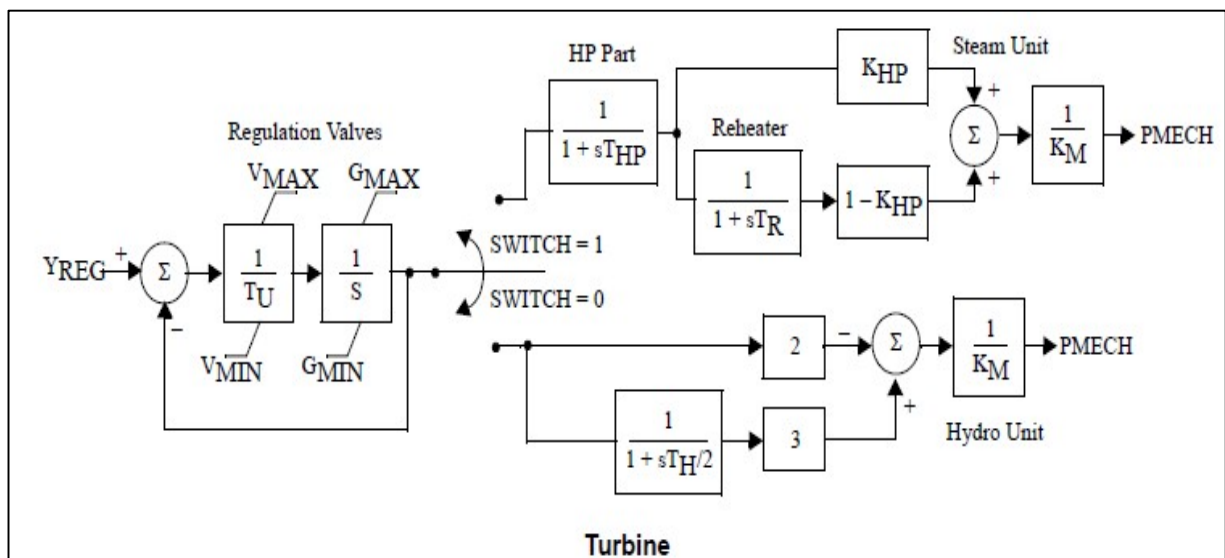 HP Part
Steam Unit
K_HP
+
1
1 + sT_HP
Reheater
Σ
1
K_M
PMECH
Regulation Valves
V_MAX
G_MAX
1
1 + sT_R
1 – K_HP
+
SWITCH = 1
Y_REG
+
Σ
1
T_U
1
S
SWITCH = 0
–
V_MIN
G_MIN
2
–
Σ
1
K_M
PMECH
+
1
1 + sT_H/2
3
Hydro Unit
Turbine